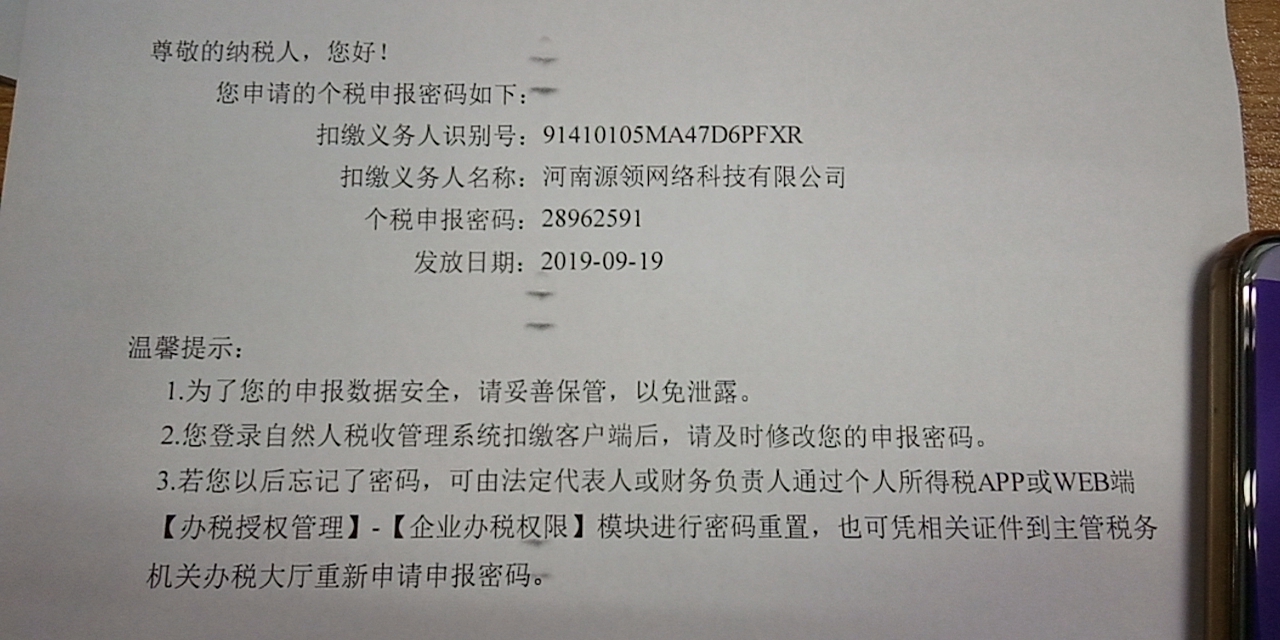 尊敬的纳税人，您好！
您申请的个税申报密码如下：
扣缴义务人识别号：91410105MA47D6PFXR
扣缴义务人名称：河南源领网络科技有限公司
个税申报密码：28962591
发放日期：2019-09-19
温馨提示：
1.为了您的申报数据安全，请妥善保管，以免泄露。
2.您登录自然人税收管理系统扣缴客户端后，请及时修改您的申报密码。
3.若您以后忘记了密码，可由法定代表人或财务负责人通过个人所得税APP或WEB端
【办税授权管理】-【企业办税权限】模块进行密码重置，也可凭相关证件到主管税务
机关办税大厅重新申请申报密码。